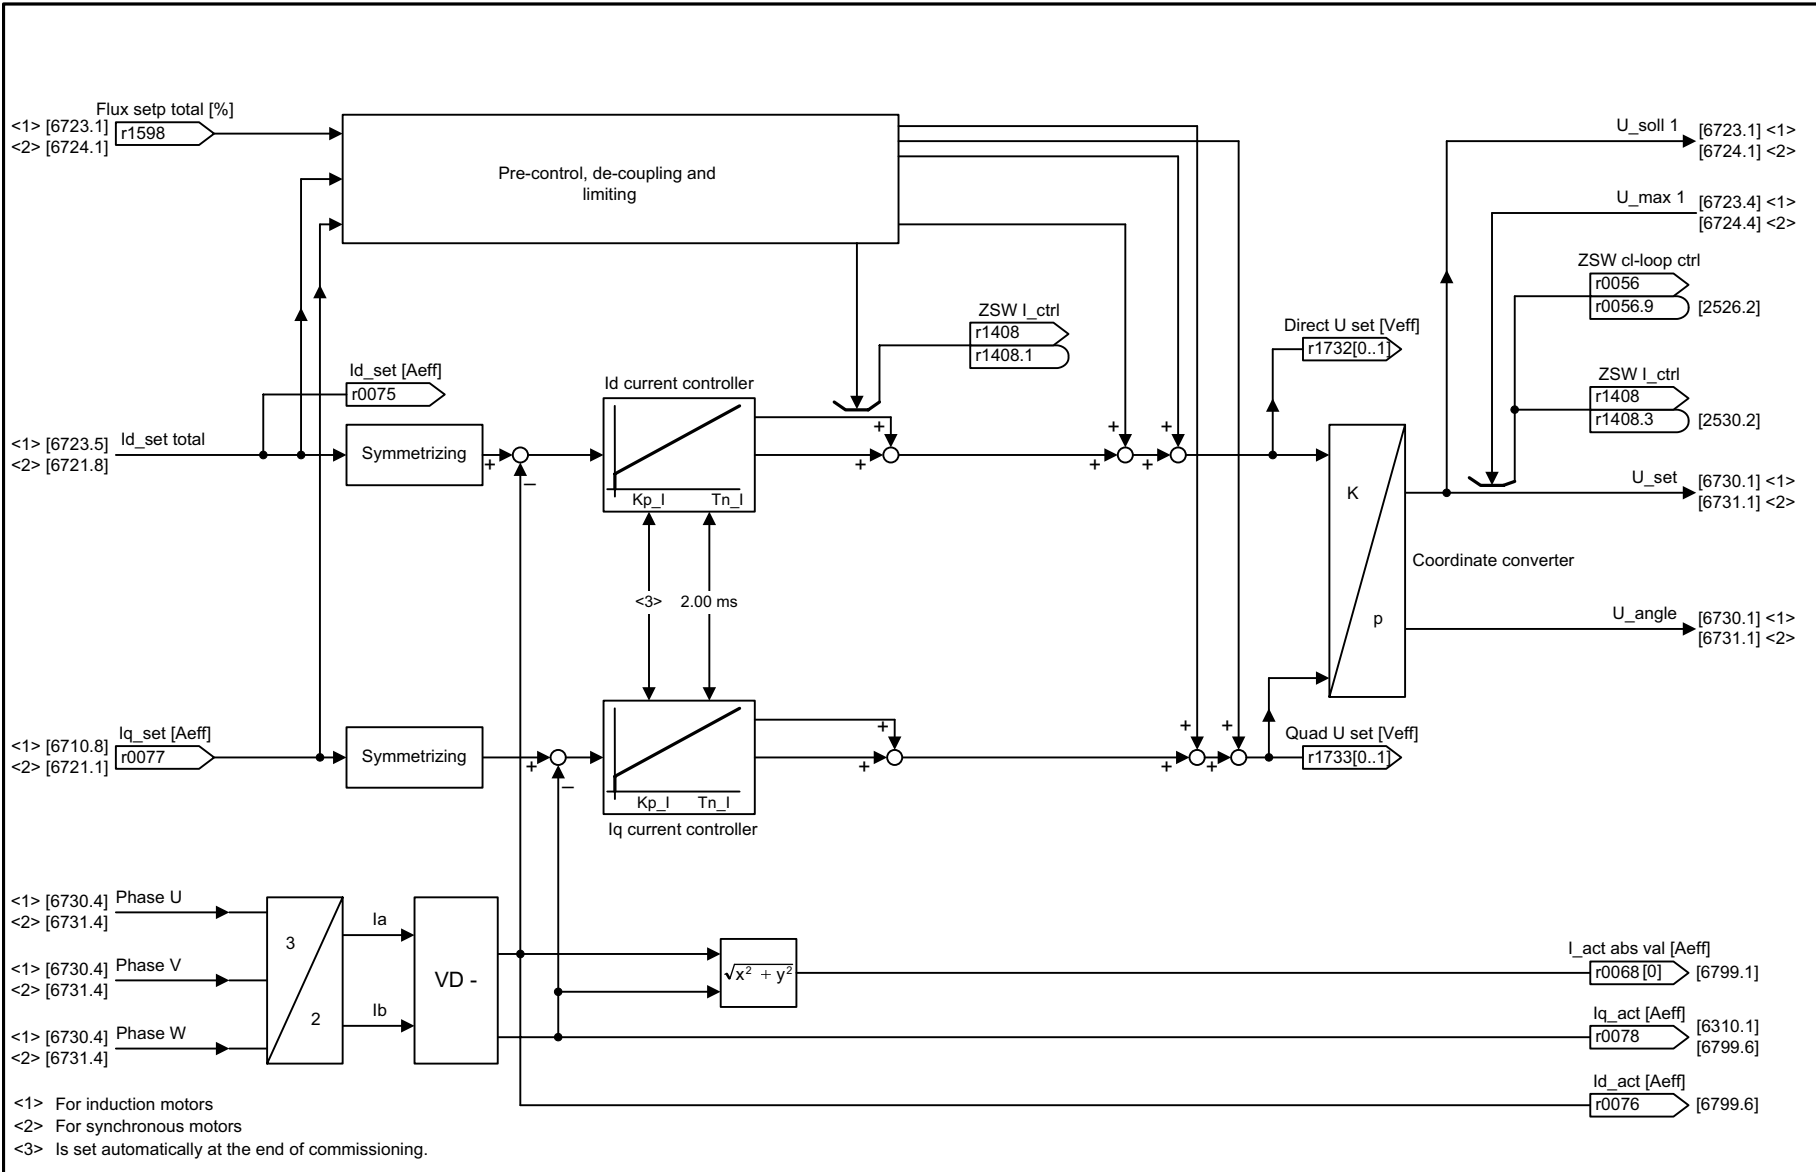 Flux setp total [%]
<1> [6723.1]
<2> [6724.1]
r1598
Pre-control, de-coupling and
limiting
U_soll 1
[6723.1] <1>
[6724.1] <2>
U_max 1
[6723.4] <1>
[6724.4] <2>
ZSW cl-loop ctrl
r0056
r0056.9
[2526.2]
ZSW I_ctrl
r1408
r1408.1
Direct U set [Veff]
r1732[0..1]
Id_set [Aeff]
r0075
Id current controller
ZSW I_ctrl
r1408
r1408.3
[2530.2]
<1> [6723.5]
<2> [6721.8]
Id_set total
Symmetrizing
+
–
Kp_I
Tn_I
+
+
+
+
+
+
K
p
U_set
[6730.1] <1>
[6731.1] <2>
Coordinate converter
<3>
2.00 ms
U_angle
[6730.1] <1>
[6731.1] <2>
Iq_set [Aeff]
<1> [6710.8]
<2> [6721.1]
r0077
Symmetrizing
+
–
Kp_I
Tn_I
Iq current controller
+
+
+
+
+
+
Quad U set [Veff]
r1733[0..1]
<1> [6730.4]
<2> [6731.4]
Phase U
<1> [6730.4]
<2> [6731.4]
Phase V
<1> [6730.4]
<2> [6731.4]
Phase W
3
2
Ia
Ib
VD -
√x² + y²
I_act abs val [Aeff]
r0068 [0]
[6799.1]
Iq_act [Aeff]
r0078
[6310.1]
[6799.6]
Id_act [Aeff]
r0076
[6799.6]
<1> For induction motors
<2> For synchronous motors
<3> Is set automatically at the end of commissioning.